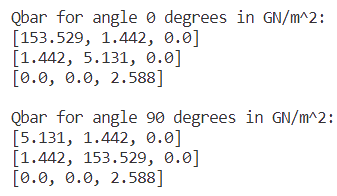 Qbar for angle 0 degrees in GN/m^2:
[153.529, 1.442, 0.0]
[1.442, 5.131, 0.0]
[0.0, 0.0, 2.588]
Qbar for angle 90 degrees in GN/m^2:
[5.131, 1.442, 0.0]
[1.442, 153.529, 0.0]
[0.0, 0.0, 2.588]